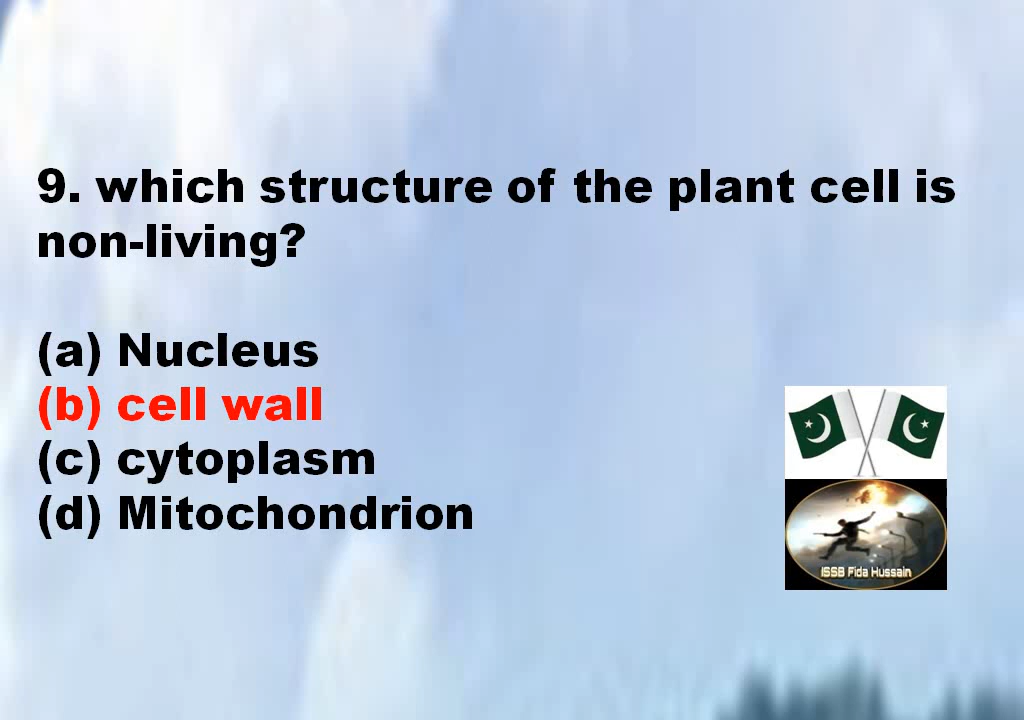 9. which structure of the plant cell is
non-living?
(a) Nucleus
(b) cell wall
(c) cytoplasm
(d) Mitochondrion
ISSB Fida Hussain